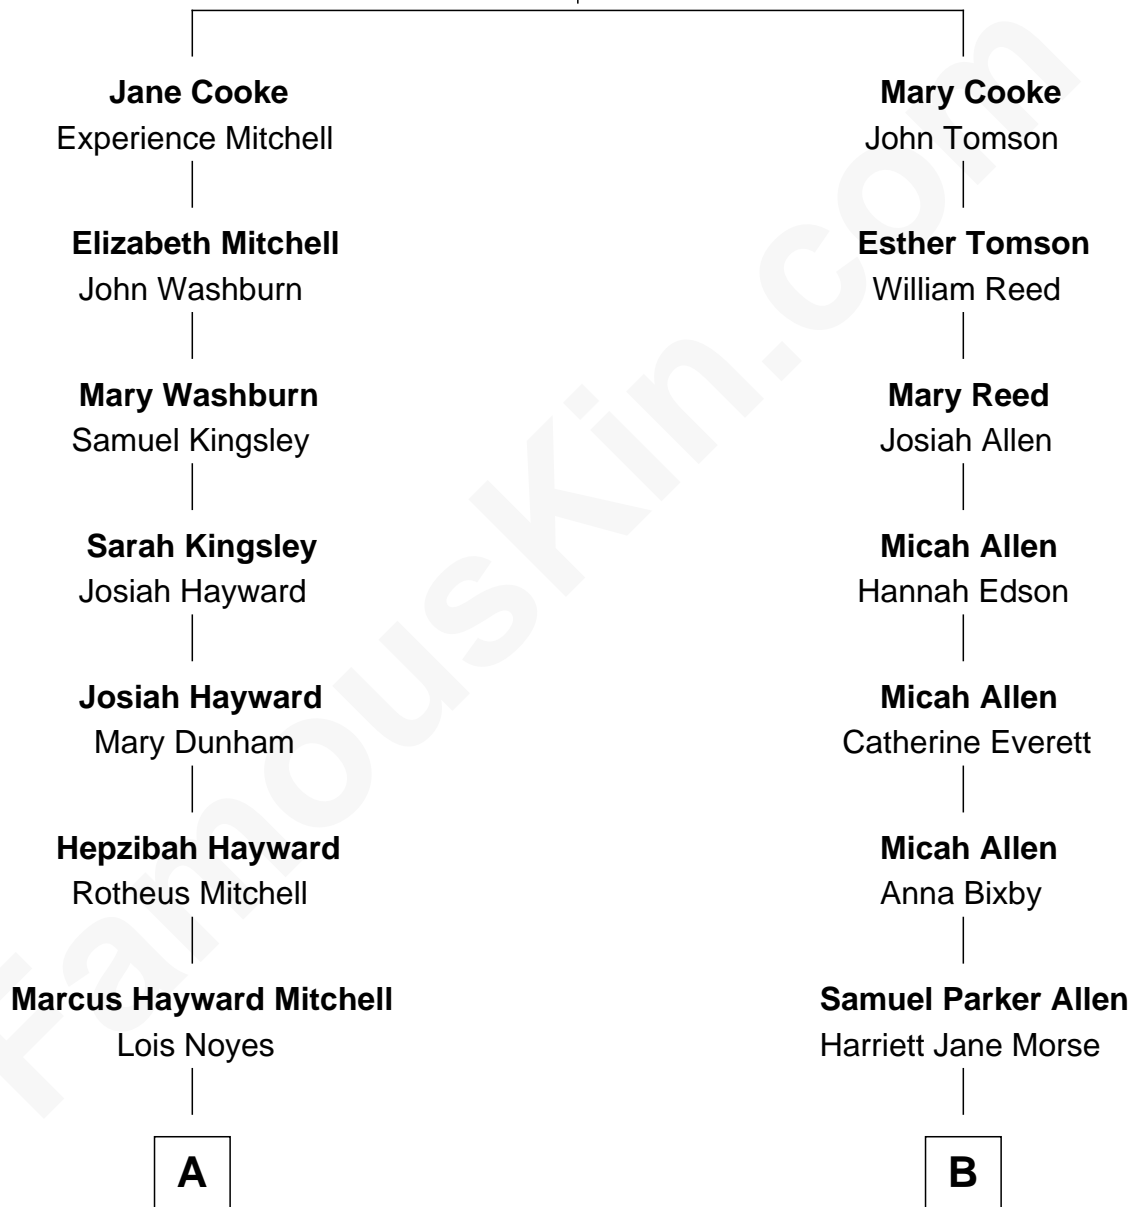 Jane Cooke
Experience Mitchell
Elizabeth Mitchell
John Washburn
Mary Washburn
Samuel Kingsley
Sarah Kingsley
Josiah Hayward
Josiah Hayward
Mary Dunham
Hepzibah Hayward
Rotheus Mitchell
Marcus Hayward Mitchell
Lois Noyes
A
Mary Cooke
John Tomson
Esther Tomson
William Reed
Mary Reed
Josiah Allen
Micah Allen
Hannah Edson
Micah Allen
Catherine Everett
Micah Allen
Anna Bixby
Samuel Parker Allen
Harriett Jane Morse
B
FamousKin.com